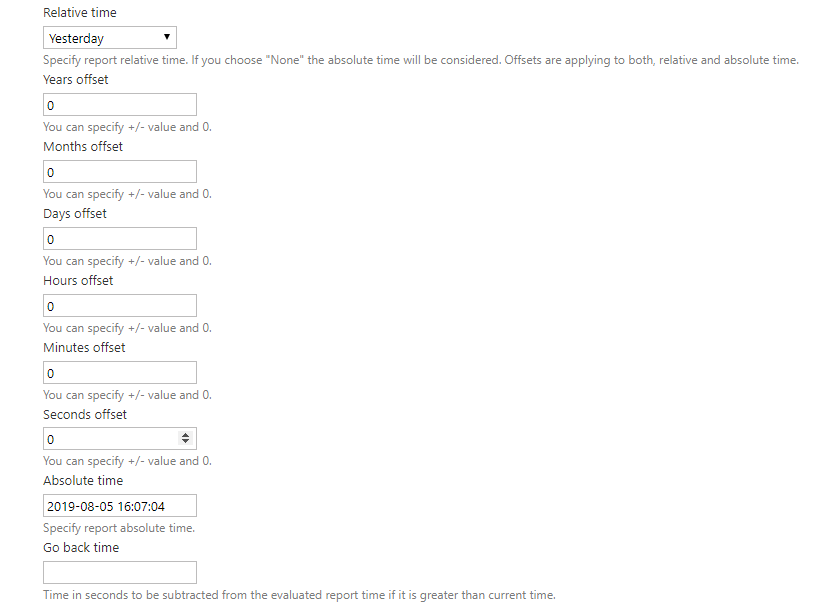 Relative time
Yesterday
Specify report relative time. If you choose "None" the absolute time will be considered. Offsets are applying to both, relative and absolute time.
Years offset
0
You can specify +/- value and 0.
Months offset
0
You can specify +/- value and 0.
Days offset
0
You can specify +/- value and 0.
Hours offset
0
You can specify +/- value and 0.
Minutes offset
0
You can specify +/- value and 0.
Seconds offset
0
You can specify +/- value and 0.
Absolute time
2019-08-05 16:07:04
Specify report absolute time.
Go back time
Time in seconds to be subtracted from the evaluated report time if it is greater than current time.